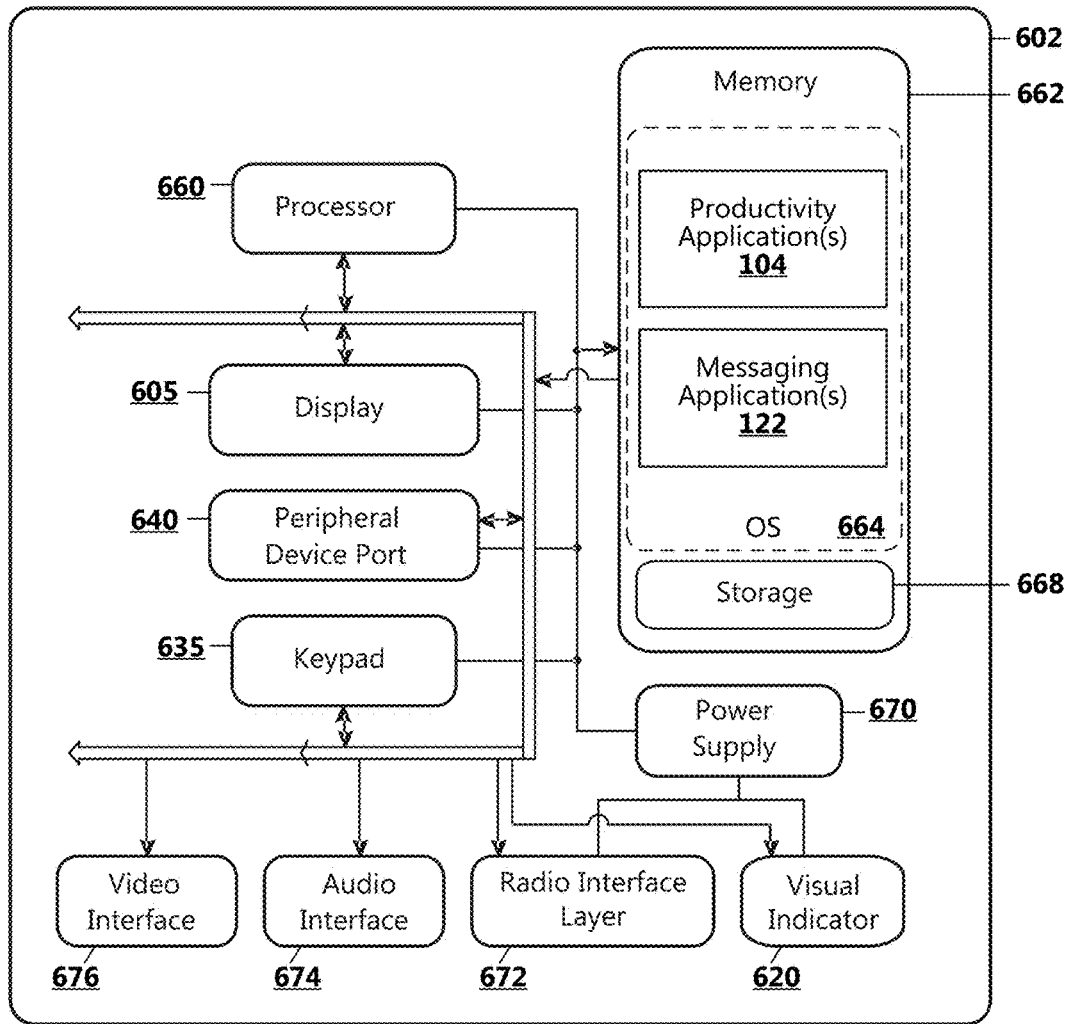 602
Memory
662
660
Processor
Productivity
Application(s)
104
605
Display
Messaging
Application(s)
122
640
Peripheral
Device Port
OS
664
Storage
668
635
Keypad
Power
Supply
670
Video
Interface
Audio
Interface
Radio Interface
Layer
Visual
Indicator
676
674
672
620